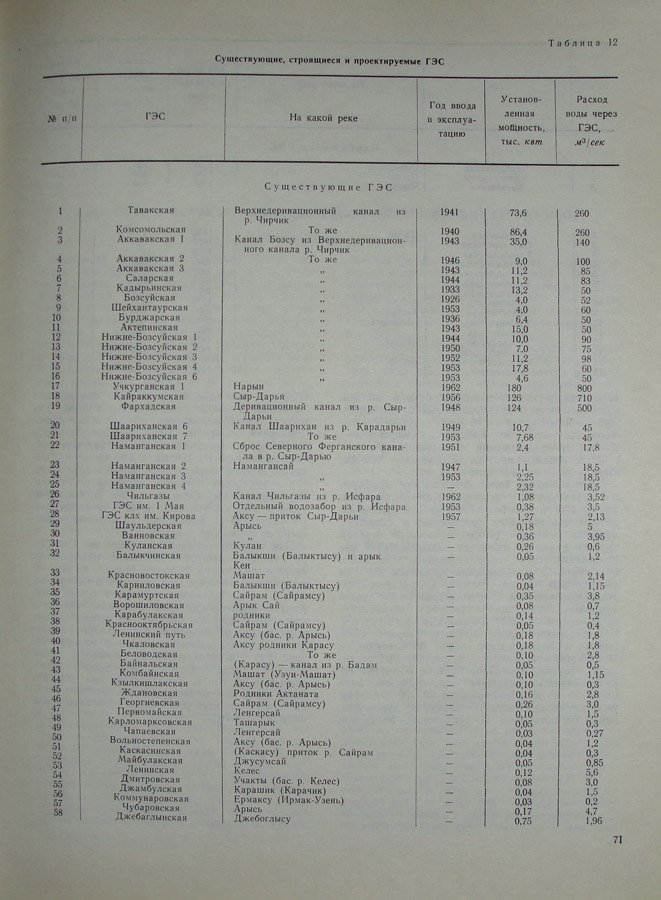 Таблица 12
Существующие, строящиеся и проектируемые ГЭС
№ п/п ГЭС На какой реке Год ввода в эксплуа- тацию Установ- ленная мощность, тыс. квт Расход воды через ГЭС, м³/сек
Существующие ГЭС
1 Тавакская Верхнедеривационный канал из 1941 73,6 260
р. Чирчик
2 Комсомольская То же 1940 86,4 260
3 Аккавакская 1 Канал Бозсу из Верхнедеривацион- 1943 35,0 140
ного канала р. Чирчик
4 Аккавакская 2 То же 1946 9,0 100
5 Аккавакская 3 „ 1943 11,2 85
6 Саларская „ 1944 11,2 83
7 Кадырьинская „ 1933 13,2 50
8 Бозсуйская „ 1926 4,0 52
9 Шейхантаурская „ 1953 4,0 60
10 Бурджарская „ 1936 6,4 50
11 Актепинская „ 1943 15,0 50
12 Нижне-Бозсуйская 1 „ 1944 10,0 90
13 Нижне-Бозсуйская 2 „ 1950 7,0 75
14 Нижне-Бозсуйская 3 „ 1952 11,2 98
15 Нижне-Бозсуйская 4 „ 1953 17,8 60
16 Нижне-Бозсуйская 6 „ 1953 4,6 50
17 Учкурганская 1 Нарын 1962 180 800
18 Кайраккумская Сыр-Дарья 1956 126 710
19 Фархадская Деривационный канал из р. Сыр- 1948 124 500
Дарьи
20 Шаариханская 6 Канал Шаарихан из р. Карадарьи 1949 10,7 45
21 Шаариханская 7 То же 1953 7,68 45
22 Наманганская 1 Сброс Северного Ферганского кана- 1951 2,4 17,8
ла в р. Сыр-Дарью
23 Наманганская 2 Намангансай 1947 1,1 18,5
24 Наманганская 3 „ 1953 2,25 18,5
25 Наманганская 4 „ — 2,32 18,5
26 Чильгазы Канал Чильгазы из р. Исфара 1962 1,08 3,52
27 ГЭС им. 1 Мая Отдельный водозабор из р. Исфара 1953 0,38 3,5
28 ГЭС клх им. Кирова Аксу — приток Сыр-Дарьи 1957 1,27 2,13
29 Шаульдерская Арысь — 0,18 5
30 Ванновская „ — 0,36 3,95
31 Куланская Кулан — 0,26 0,6
32 Балыкчинская Балыкши (Балыктысу) и арык — 0,05 1,2
Кен
33 Красновостокская Машат — 0,08 2,14
34 Карниловская Балыкши (Балыктысу) — 0,04 1,15
35 Карамуртская Сайрам (Сайрамсу) — 0,35 3,8
36 Ворошиловская Арык Сай — 0,08 0,7
37 Карабулакская родники — 0,14 1,2
38 Краснооктябрьская Сайрам (Сайрамсу) — 0,05 0,4
39 Ленинский путь Аксу (бас. р. Арысь) — 0,18 1,8
40 Чкаловская Аксу родники Карасу — 0,18 1,8
41 Беловодская То же — 0,10 2,8
42 Байнальская (Карасу) — канал из р. Бадам — 0,05 0,5
43 Комбайнская Машат (Узун-Машат) — 0,10 1,15
44 Кзылкишлакская Аксу (бас. р. Арысь) — 0,10 0,3
45 Ждановская Родники Актаната — 0,16 2,8
46 Георгиевская Сайрам (Сайрамсу) — 0,26 3,0
47 Первомайская Ленгерсай — 0,10 1,5
48 Карломарксовская Ташарык — 0,05 0,3
49 Чапаевская Ленгерсай — 0,03 0,27
50 Вольностепенская Аксу (бас. р. Арысь) — 0,04 1,2
51 Каскасинская (Каскасу) приток р. Сайрам — 0,04 0,3
52 Майбулакская Джусумсай — 0,05 0,85
53 Ленинская Келес — 0,12 5,6
54 Дмитровская Учакты (бас. р. Келес) — 0,08 3,0
55 Джамбулская Карашик (Карачик) — 0,04 1,5
56 Коммунаровская Ермаксу (Ирмак-Узень) — 0,03 0,2
57 Чубаровская Арысь — 0,17 4,7
58 Джебаглынская Джебоглысу — 0,75 1,96
71